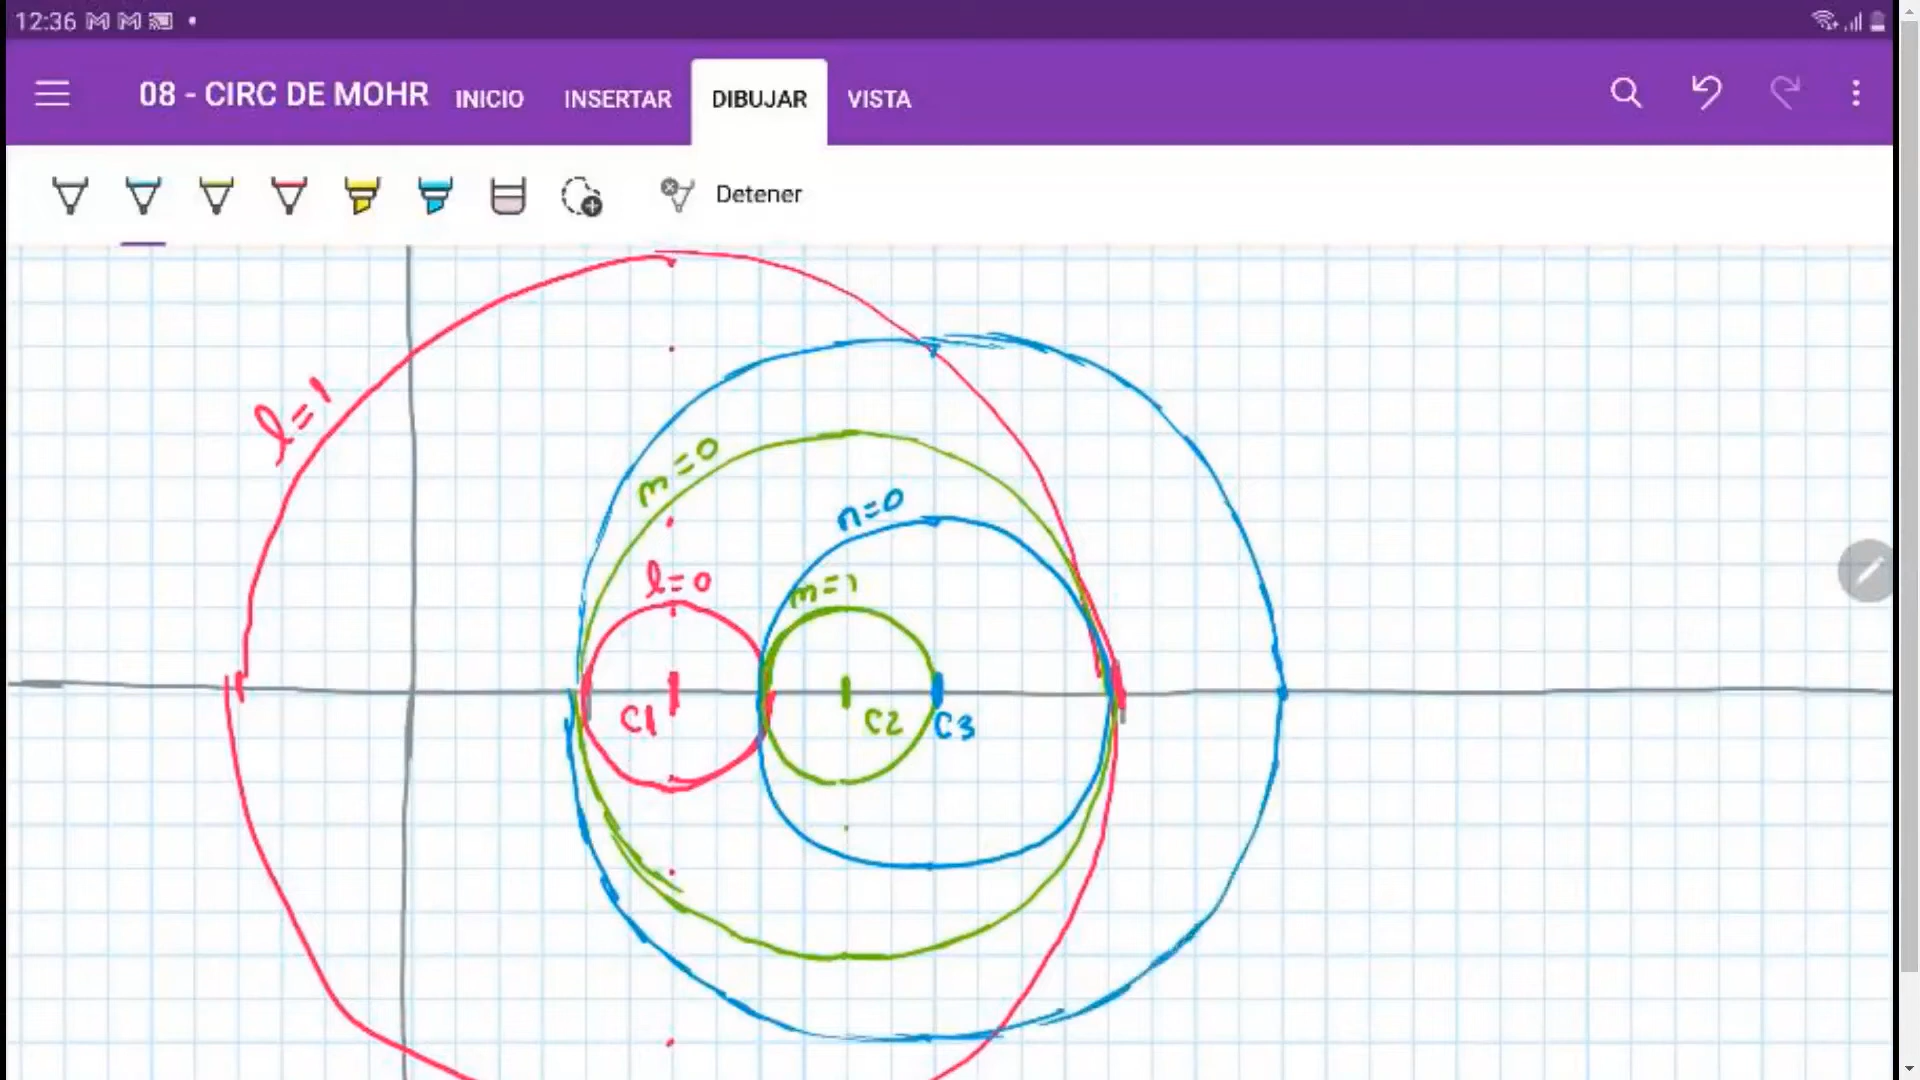 12:36
08 - CIRC DE MOHR INICIO INSERTAR DIBUJAR VISTA
Detener
l=1
m=0
n=0
l=0
m=1
C1
C2
C3